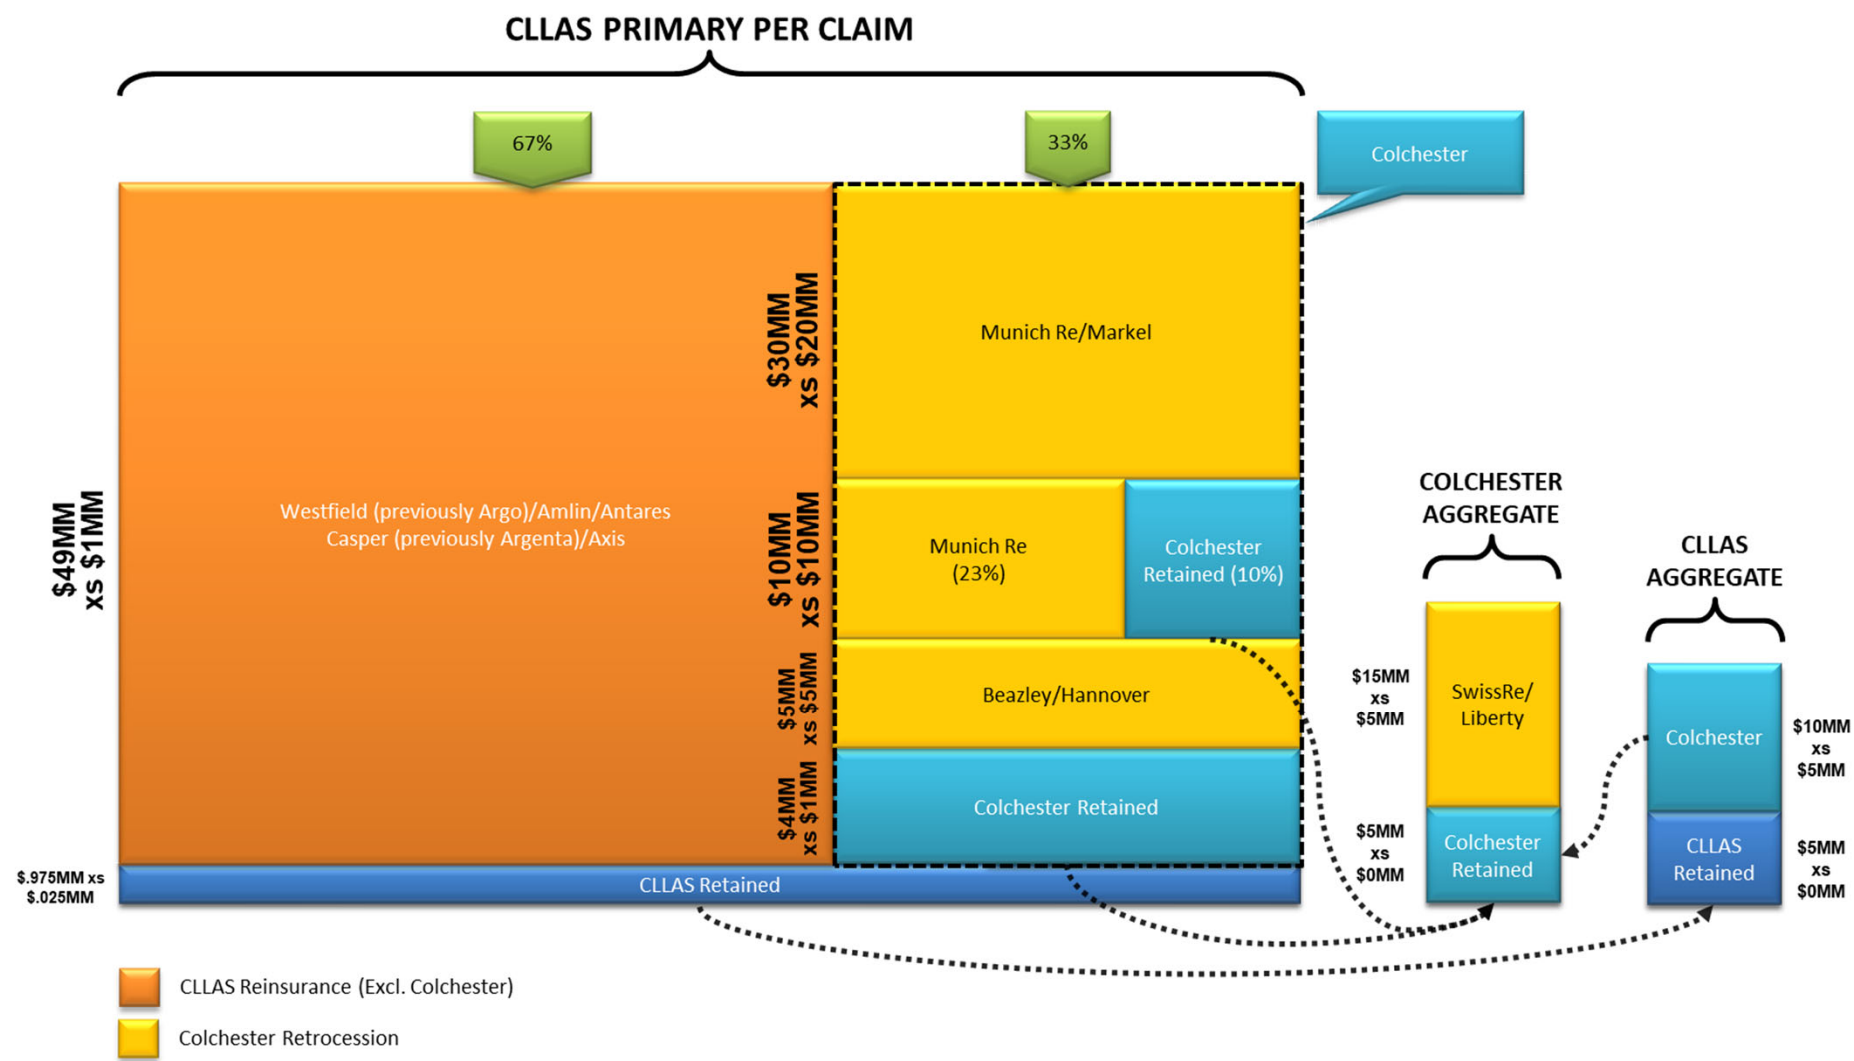 CLLAS PRIMARY PER CLAIM
67%
33%
Colchester
$30MM
xs $20MM
Munich Re/Markel
$49MM
xs $1MM
Westfield (previously Argo)/Amlin/Antares
Casper (previously Argenta)/Axis
$10MM
xs $10MM
Munich Re
(23%)
Colchester
Retained (10%)
$5MM
xs $5MM
Beazley/Hannover
$4MM
xs $1MM
Colchester Retained
$.975MM xs
$.025MM
CLLAS Retained
COLCHESTER
AGGREGATE
$15MM
xs
$5MM
SwissRe/
Liberty
$5MM
xs
$0MM
Colchester
Retained
CLLAS
AGGREGATE
Colchester
$10MM
xs
$5MM
CLLAS
Retained
$5MM
xs
$0MM
CLLAS Reinsurance (Excl. Colchester)
Colchester Retrocession